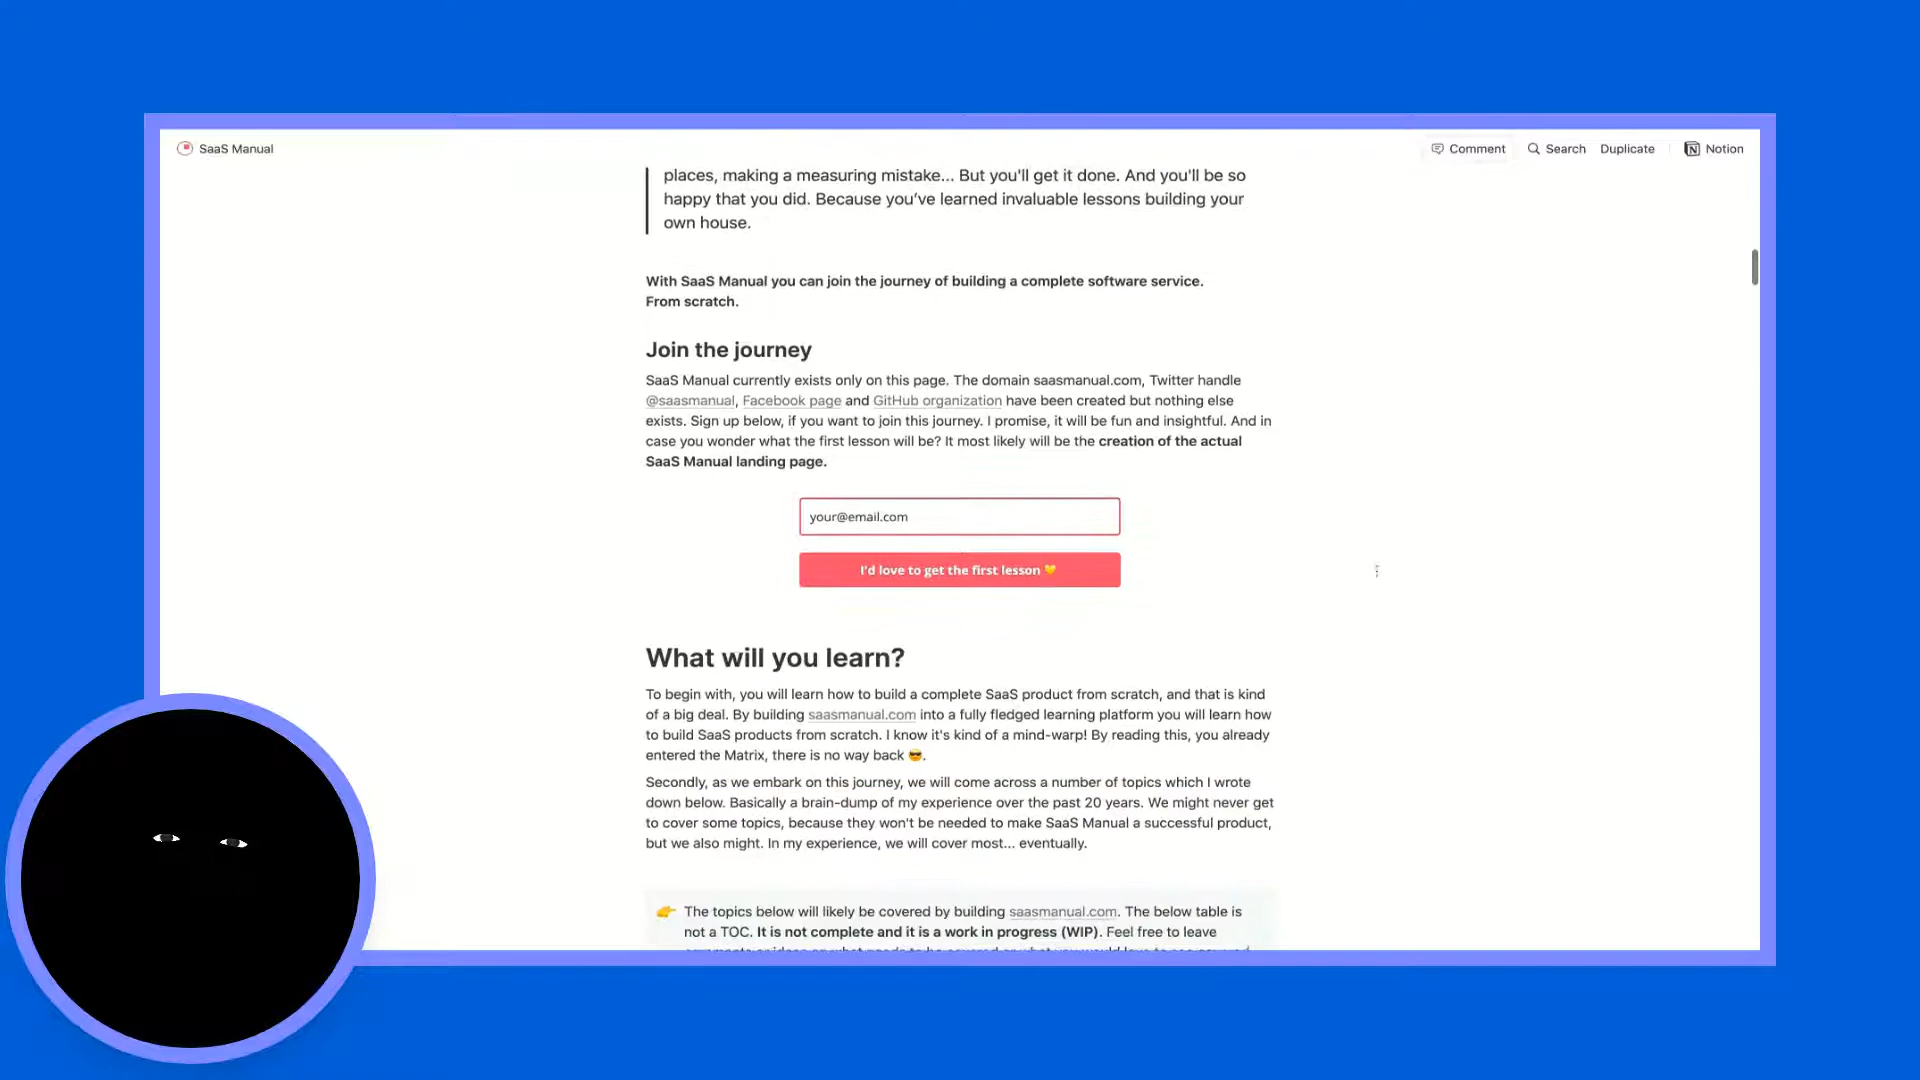 SaaS Manual
Comment
Search
Duplicate
Notion
places, making a measuring mistake... But you'll get it done. And you'll be so
happy that you did. Because you’ve learned invaluable lessons building your
own house.
With SaaS Manual you can join the journey of building a complete software service.
From scratch.
Join the journey
SaaS Manual currently exists only on this page. The domain saasmanual.com, Twitter handle
@saasmanual, Facebook page and GitHub organization have been created but nothing else
exists. Sign up below, if you want to join this journey. I promise, it will be fun and insightful. And in
case you wonder what the first lesson will be? It most likely will be the creation of the actual
SaaS Manual landing page.
your@email.com
I'd love to get the first lesson 💛
What will you learn?
To begin with, you will learn how to build a complete SaaS product from scratch, and that is kind
of a big deal. By building saasmanual.com into a fully fledged learning platform you will learn how
to build SaaS products from scratch. I know it's kind of a mind-warp! By reading this, you already
entered the Matrix, there is no way back 😎.
Secondly, as we embark on this journey, we will come across a number of topics which I wrote
down below. Basically a brain-dump of my experience over the past 20 years. We might never get
to cover some topics, because they won't be needed to make SaaS Manual a successful product,
but we also might. In my experience, we will cover most... eventually.
👉 The topics below will likely be covered by building saasmanual.com. The below table is
not a TOC. It is not complete and it is a work in progress (WIP). Feel free to leave